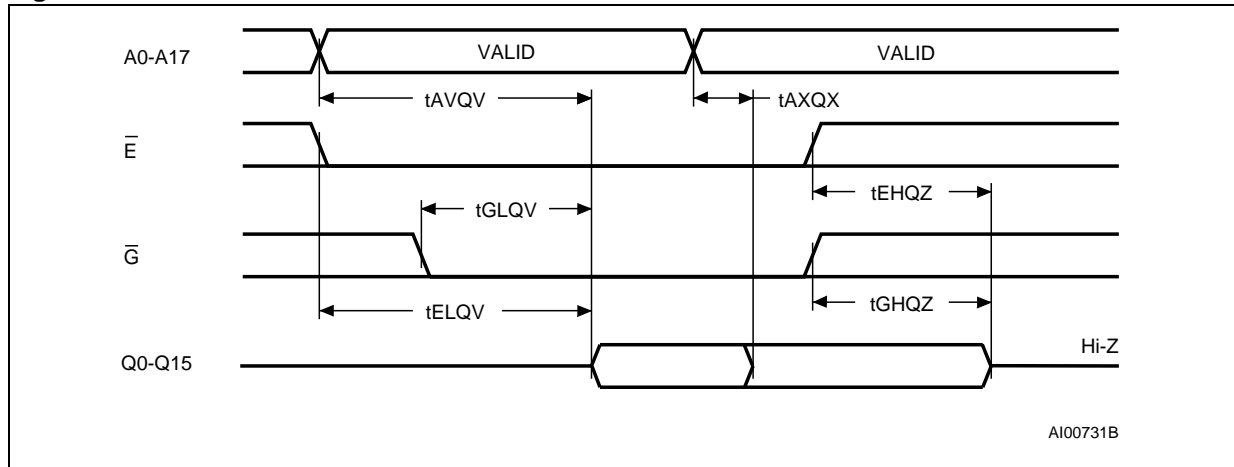 A0-A17
VALID
VALID
tAVQV
tAXQX
E̅
tEHQZ
tGLQV
G̅
tGHQZ
tELQV
Hi-Z
Q0-Q15
AI00731B